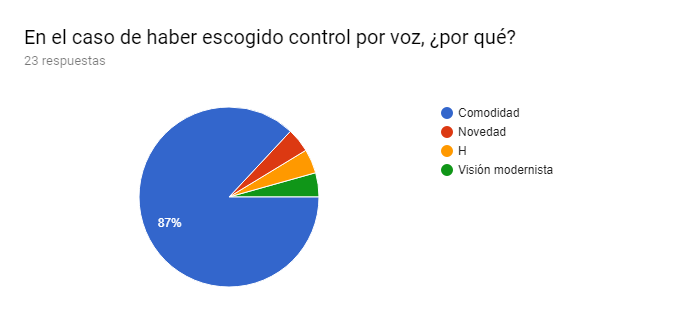 En el caso de haber escogido control por voz, ¿por qué?
23 respuestas
Comodidad
Novedad
H
Visión modernista
87%